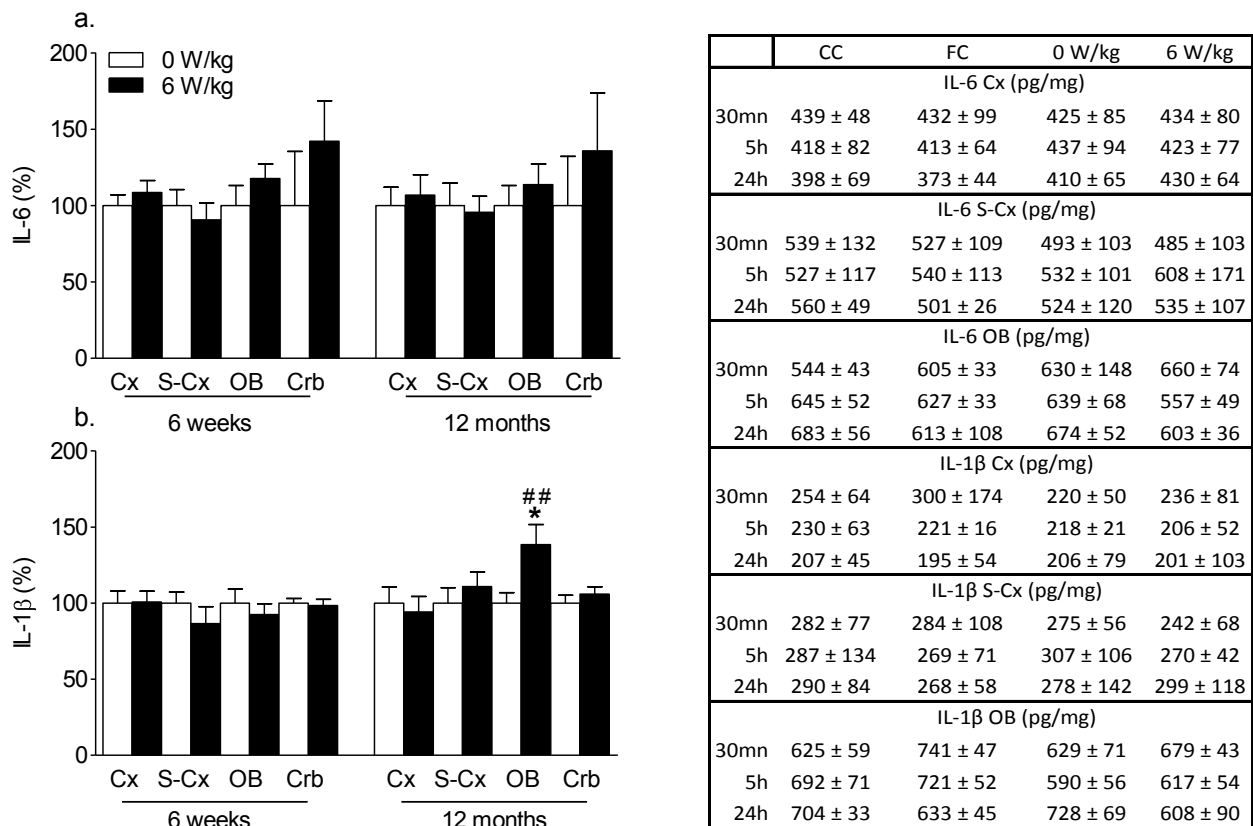 a.
200
150
100
50
0
IL-6 (%)
0 W/kg
6 W/kg
Cx S-Cx OB Crb Cx S-Cx OB Crb
6 weeks 12 months
b.
200
150
100
50
0
IL-1β (%)
##
*
Cx S-Cx OB Crb Cx S-Cx OB Crb
6 weeks 12 months
CC FC 0 W/kg 6 W/kg
IL-6 Cx (pg/mg)
30mn 439 ± 48 432 ± 99 425 ± 85 434 ± 80
5h 418 ± 82 413 ± 64 437 ± 94 423 ± 77
24h 398 ± 69 373 ± 44 410 ± 65 430 ± 64
IL-6 S-Cx (pg/mg)
30mn 539 ± 132 527 ± 109 493 ± 103 485 ± 103
5h 527 ± 117 540 ± 113 532 ± 101 608 ± 171
24h 560 ± 49 501 ± 26 524 ± 120 535 ± 107
IL-6 OB (pg/mg)
30mn 544 ± 43 605 ± 33 630 ± 148 660 ± 74
5h 645 ± 52 627 ± 33 639 ± 68 557 ± 49
24h 683 ± 56 613 ± 108 674 ± 52 603 ± 36
IL-1β Cx (pg/mg)
30mn 254 ± 64 300 ± 174 220 ± 50 236 ± 81
5h 230 ± 63 221 ± 16 218 ± 21 206 ± 52
24h 207 ± 45 195 ± 54 206 ± 79 201 ± 103
IL-1β S-Cx (pg/mg)
30mn 282 ± 77 284 ± 108 275 ± 56 242 ± 68
5h 287 ± 134 269 ± 71 307 ± 106 270 ± 42
24h 290 ± 84 268 ± 58 278 ± 142 299 ± 118
IL-1β OB (pg/mg)
30mn 625 ± 59 741 ± 47 629 ± 71 679 ± 43
5h 692 ± 71 721 ± 52 590 ± 56 617 ± 54
24h 704 ± 33 633 ± 45 728 ± 69 608 ± 90